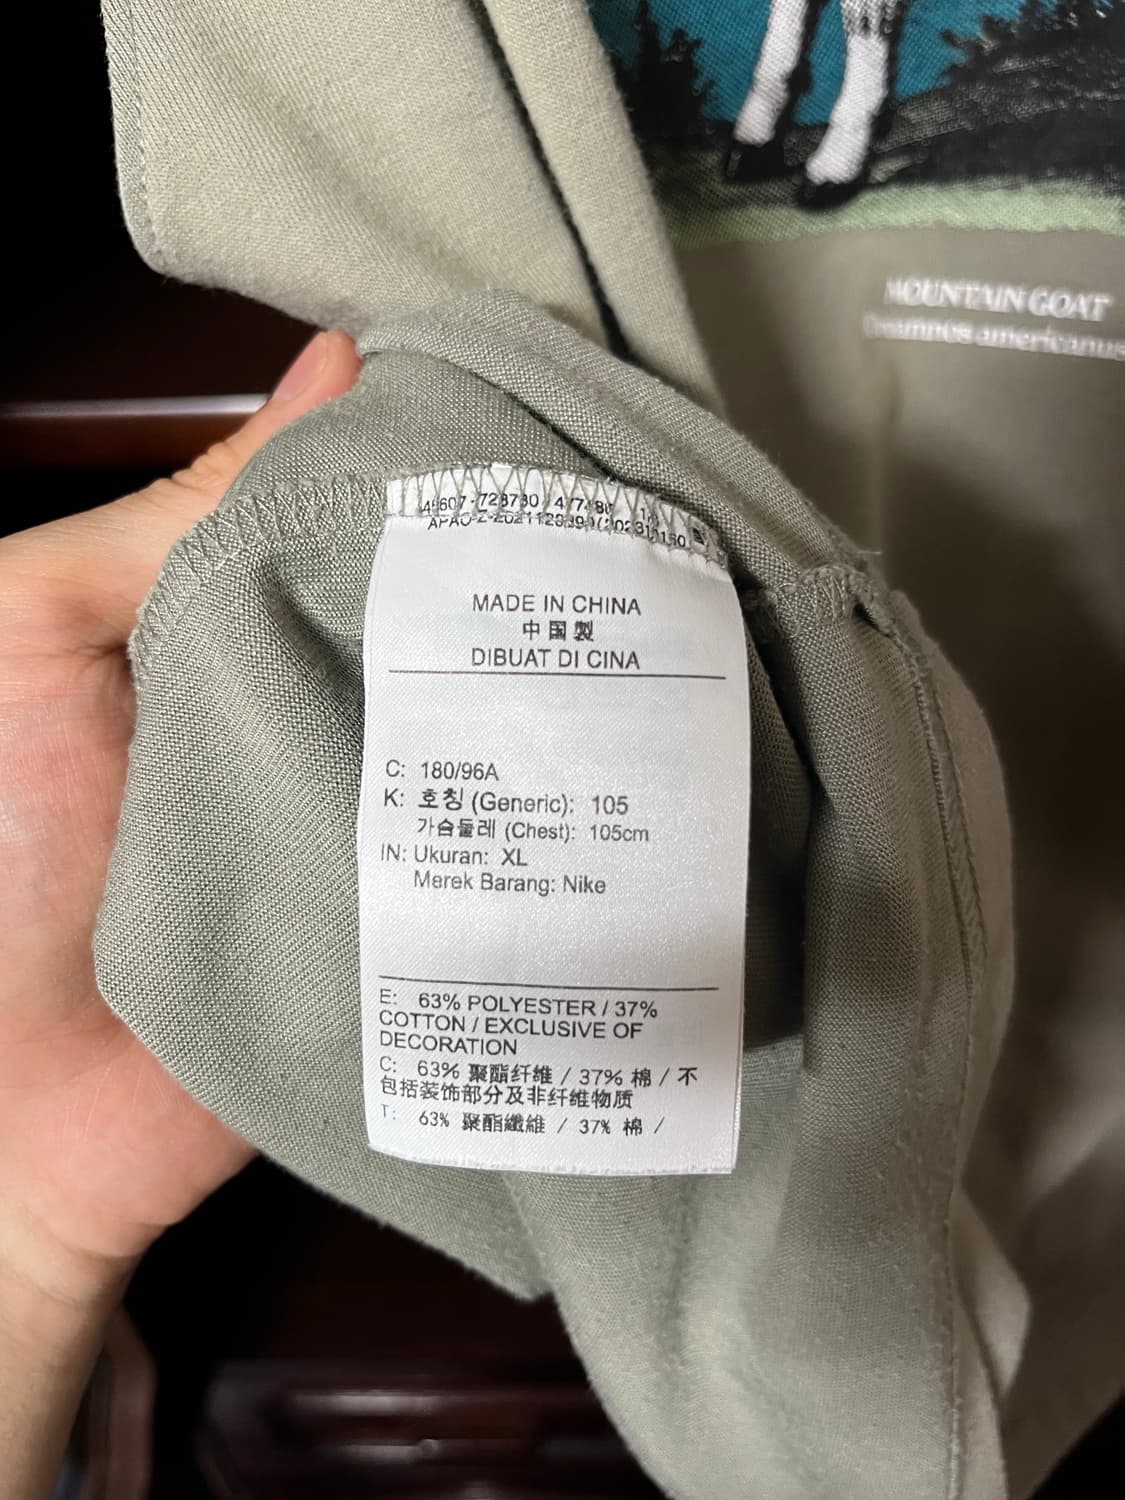 MOUNTAIN GOAT
americanus
MADE IN CHINA
中国製
DIBUAT DI CINA
C: 180/96A
K: 호칭 (Generic): 105
가슴둘레 (Chest): 105cm
IN: Ukuran: XL
Merek Barang: Nike
E: 63% POLYESTER / 37%
COTTON / EXCLUSIVE OF
DECORATION
C: 63% 聚酯纤维 / 37% 棉 / 不
包括装饰部分及非纤维物质
T: 63% 聚酯纖維 / 37% 棉 /